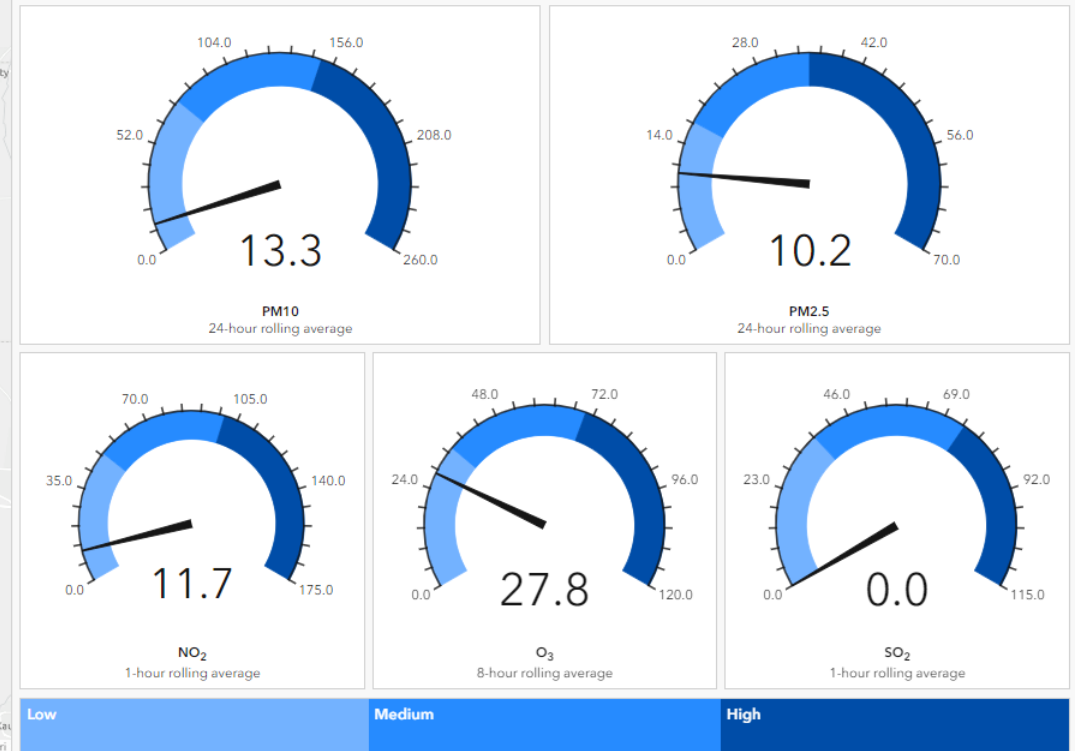 104.0 156.0
52.0 208.0
0.0 13.3 260.0
PM10
24-hour rolling average
28.0 42.0
14.0 56.0
0.0 10.2 70.0
PM2.5
24-hour rolling average
70.0 105.0
35.0 140.0
0.0 11.7 175.0
NO₂
1-hour rolling average
48.0 72.0
24.0 96.0
0.0 27.8 120.0
O₃
8-hour rolling average
46.0 69.0
23.0 92.0
0.0 0.0 115.0
SO₂
1-hour rolling average
Low Medium High